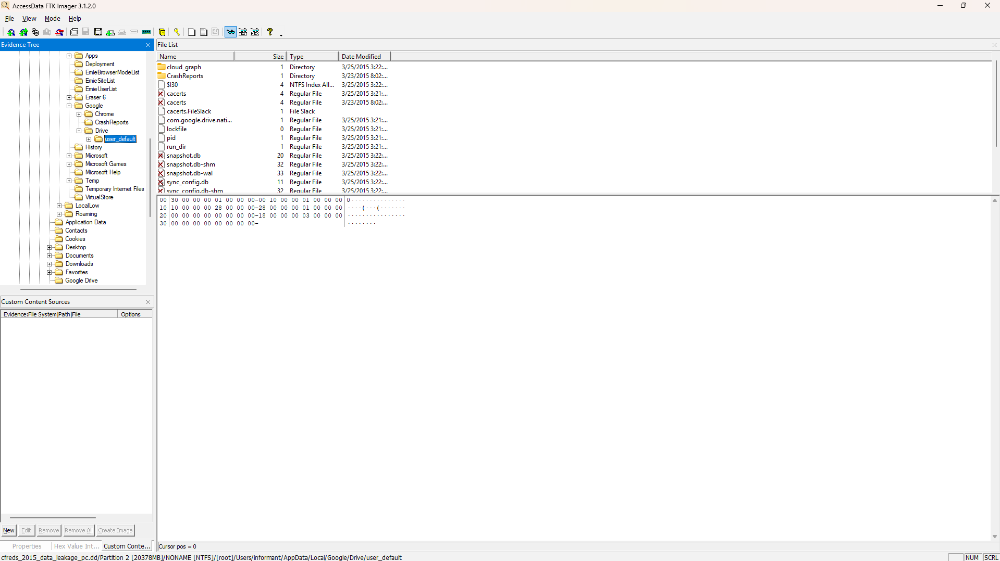 AccessData FTK Imager 3.1.2.0
File View Mode Help
Evidence Tree
Apps
Deployment
EmieBrowserModeList
EmieSiteList
EmieUserList
Eraser 6
Google
Chrome
CrashReports
Drive
user_default
History
Microsoft
Microsoft Games
Microsoft Help
Temp
Temporary Internet Files
VirtualStore
LocalLow
Roaming
Application Data
Contacts
Cookies
Desktop
Documents
Downloads
Favorites
Google Drive
Custom Content Sources
Evidence:File System|Path|File Options
New Edit Remove Remove All Create Image
Properties Hex Value Int... Custom Conte...
File List
Name Size Type Date Modified
cloud_graph 1 Directory 3/25/2015 3:22:...
CrashReports 1 Directory 3/23/2015 8:02:...
$I30 4 NTFS Index All... 3/25/2015 3:22:...
cacerts 4 Regular File 3/25/2015 3:21:...
cacerts 4 Regular File 3/23/2015 8:02:...
cacerts.FileSlack 1 File Slack
com.google.drive.nati... 1 Regular File 3/25/2015 3:21:...
lockfile 0 Regular File 3/25/2015 3:21:...
pid 1 Regular File 3/25/2015 3:21:...
run_dir 1 Regular File 3/25/2015 3:21:...
snapshot.db 20 Regular File 3/25/2015 3:22:...
snapshot.db-shm 32 Regular File 3/25/2015 3:22:...
snapshot.db-wal 33 Regular File 3/25/2015 3:22:...
sync_config.db 11 Regular File 3/25/2015 3:22:...
sync_config.db-shm 32 Regular File 3/25/2015 3:22:...
00 30 00 00 00 01 00 00 00-00 10 00 00 01 00 00 00 0···············
10 10 00 00 00 28 00 00 00-28 00 00 00 01 00 00 00 ····(···(·······
20 00 00 00 00 00 00 00 00-18 00 00 00 03 00 00 00 ················
30 00 00 00 00 00 00 00 00- ········
Cursor pos = 0
cfreds_2015_data_leakage_pc.dd/Partition 2 [20378MB]/NONAME [NTFS]/[root]/Users/informant/AppData/Local/Google/Drive/user_default
NUM SCRL